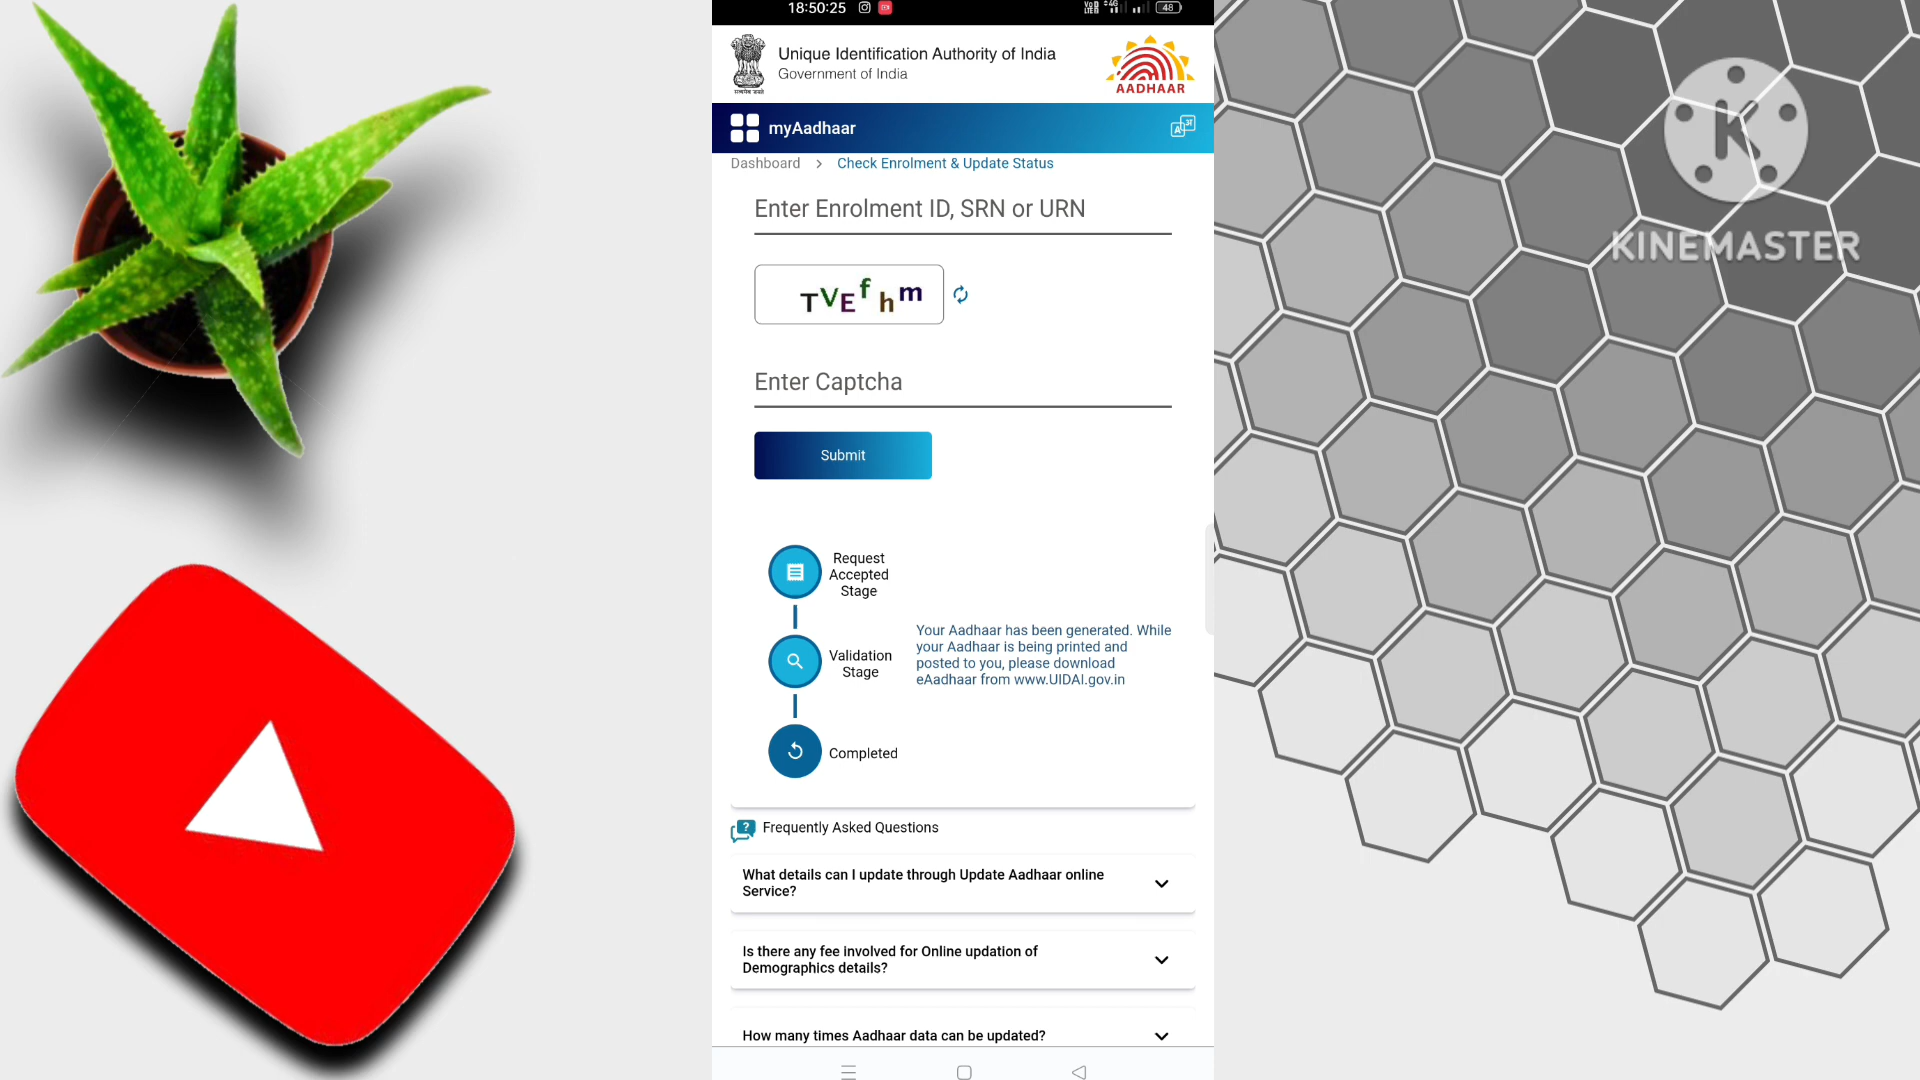 18:50:25
48
Unique Identification Authority of India
Government of India
सत्यमेव जयते
AADHAAR
myAadhaar
Dashboard > Check Enrolment & Update Status
Enter Enrolment ID, SRN or URN
TVEfhm
Enter Captcha
Submit
Request
Accepted
Stage
Validation
Stage
Your Aadhaar has been generated. While
your Aadhaar is being printed and
posted to you, please download
eAadhaar from www.UIDAI.gov.in
Completed
Frequently Asked Questions
What details can I update through Update Aadhaar online
Service?
Is there any fee involved for Online updation of
Demographics details?
How many times Aadhaar data can be updated?
K
KINEMASTER